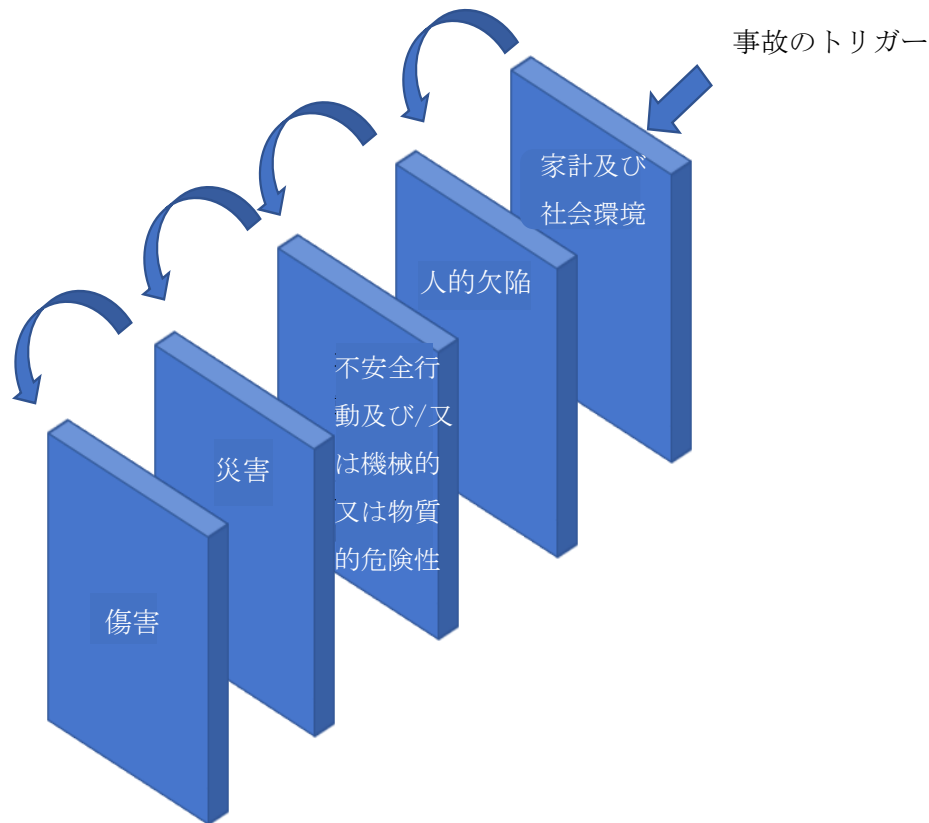 事故のトリガー
家計及び
社会環境
人的欠陥
不安全行
動及び/又
は機械的
又は物質
的危険性
災害
傷害